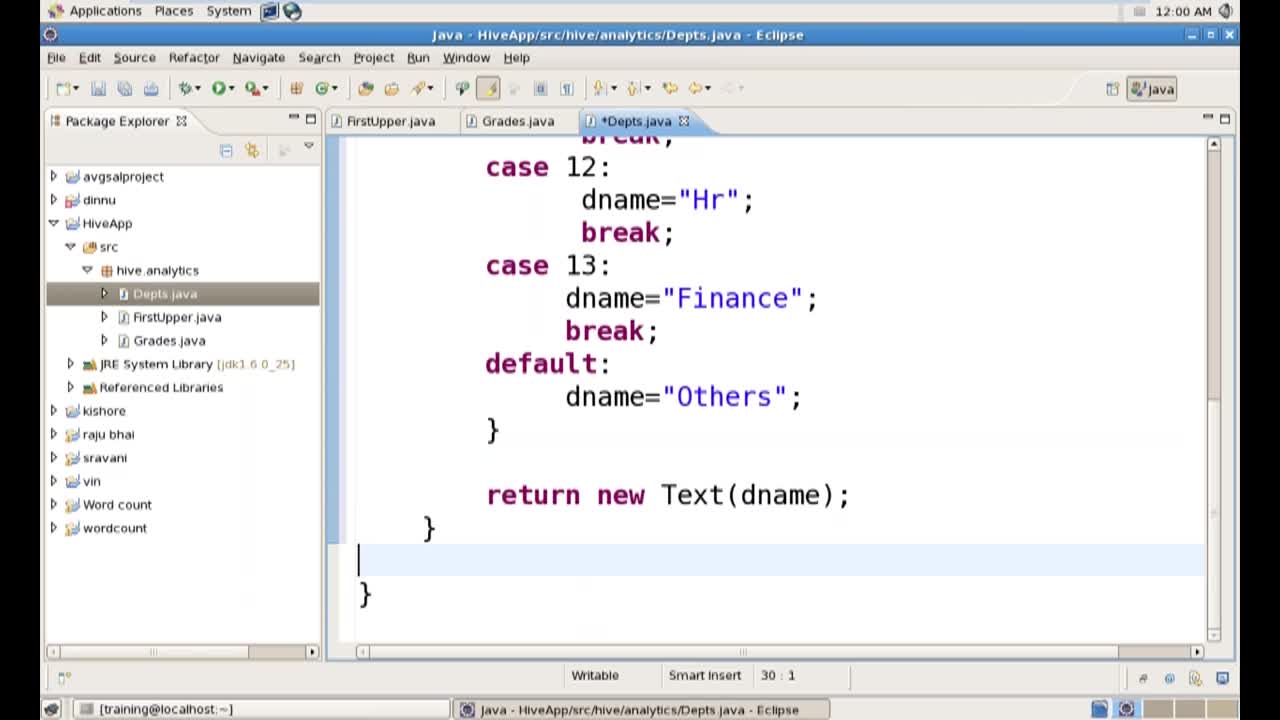 Applications Places System 12:00 AM
Java - HiveApp/src/hive/analytics/Depts.java - Eclipse
File Edit Source Refactor Navigate Search Project Run Window Help
Java
Package Explorer
FirstUpper.java Grades.java *Depts.java
avgsalproject
dinnu
HiveApp
src
hive.analytics
Depts.java
FirstUpper.java
Grades.java
JRE System Library [jdk1.6.0_25]
Referenced Libraries
kishore
raju bhai
sravani
vin
Word count
wordcount
break;
case 12:
dname="Hr";
break;
case 13:
dname="Finance";
break;
default:
dname="Others";
}
return new Text(dname);
}
}
Writable Smart Insert 30 : 1
[training@localhost:~] Java - HiveApp/src/hive/analytics/Depts.java - Eclipse